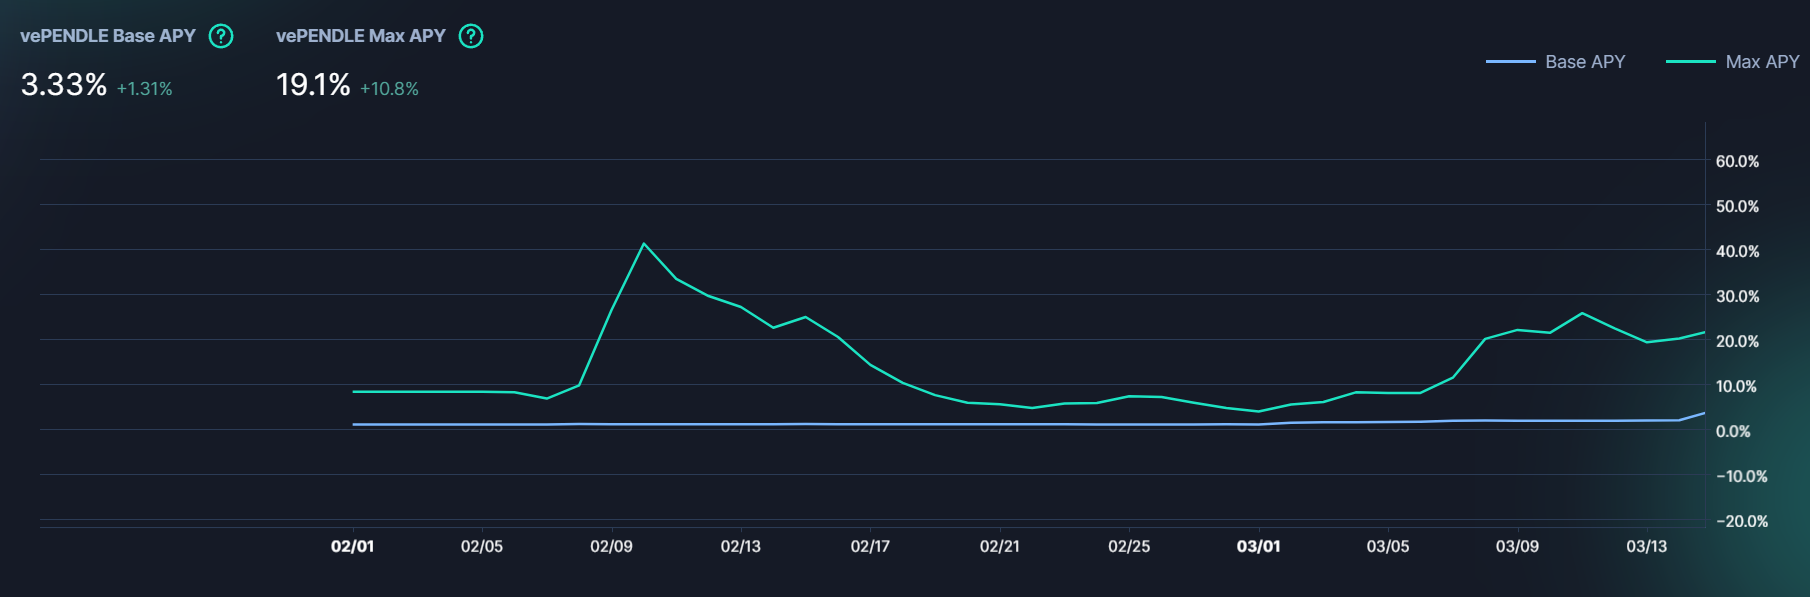 vePENDLE Base APY ?
3.33% +1.31%
vePENDLE Max APY ?
19.1% +10.8%
Base APY
Max APY
60.0%
50.0%
40.0%
30.0%
20.0%
10.0%
0.0%
−10.0%
−20.0%
02/01 02/05 02/09 02/13 02/17 02/21 02/25 03/01 03/05 03/09 03/13